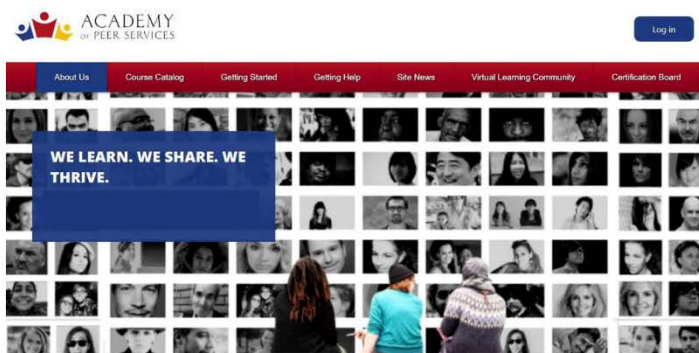 ACADEMY
OF PEER SERVICES
Log in
About Us
Course Catalog
Getting Started
Getting Help
Site News
Virtual Learning Community
Certification Board
WE LEARN. WE SHARE. WE
THRIVE.